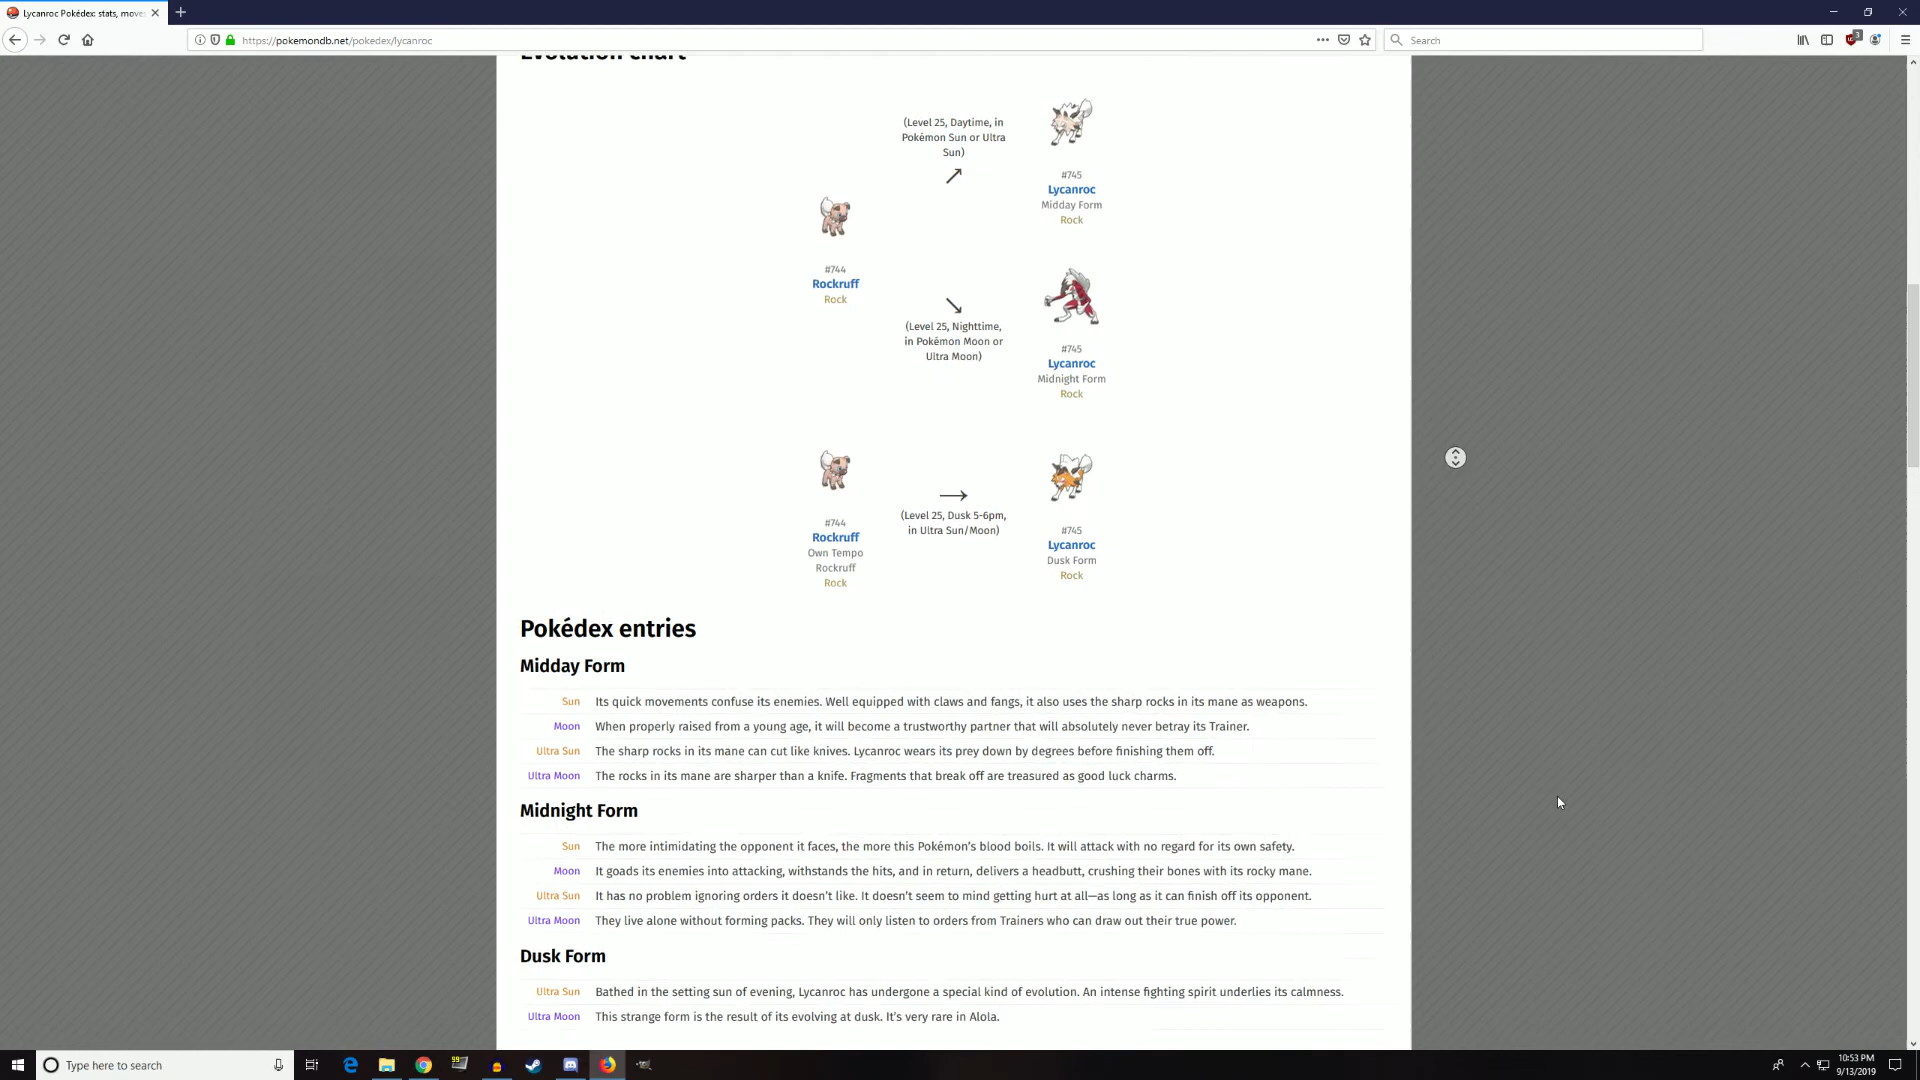 Lycanroc Pokédex: stats, moves
https://pokemondb.net/pokedex/lycanroc
Search
3
Evolution chart
(Level 25, Daytime, in
Pokémon Sun or Ultra
Sun)
#745
Lycanroc
Midday Form
Rock
#744
Rockruff
Rock
(Level 25, Nighttime,
in Pokémon Moon or
Ultra Moon)
#745
Lycanroc
Midnight Form
Rock
#744
Rockruff
Own Tempo
Rockruff
Rock
(Level 25, Dusk 5-6pm,
in Ultra Sun/Moon)
#745
Lycanroc
Dusk Form
Rock
Pokédex entries
Midday Form
Sun Its quick movements confuse its enemies. Well equipped with claws and fangs, it also uses the sharp rocks in its mane as weapons.
Moon When properly raised from a young age, it will become a trustworthy partner that will absolutely never betray its Trainer.
Ultra Sun The sharp rocks in its mane can cut like knives. Lycanroc wears its prey down by degrees before finishing them off.
Ultra Moon The rocks in its mane are sharper than a knife. Fragments that break off are treasured as good luck charms.
Midnight Form
Sun The more intimidating the opponent it faces, the more this Pokémon’s blood boils. It will attack with no regard for its own safety.
Moon It goads its enemies into attacking, withstands the hits, and in return, delivers a headbutt, crushing their bones with its rocky mane.
Ultra Sun It has no problem ignoring orders it doesn’t like. It doesn’t seem to mind getting hurt at all—as long as it can finish off its opponent.
Ultra Moon They live alone without forming packs. They will only listen to orders from Trainers who can draw out their true power.
Dusk Form
Ultra Sun Bathed in the setting sun of evening, Lycanroc has undergone a special kind of evolution. An intense fighting spirit underlies its calmness.
Ultra Moon This strange form is the result of its evolving at dusk. It’s very rare in Alola.
Type here to search
10:53 PM
9/13/2019